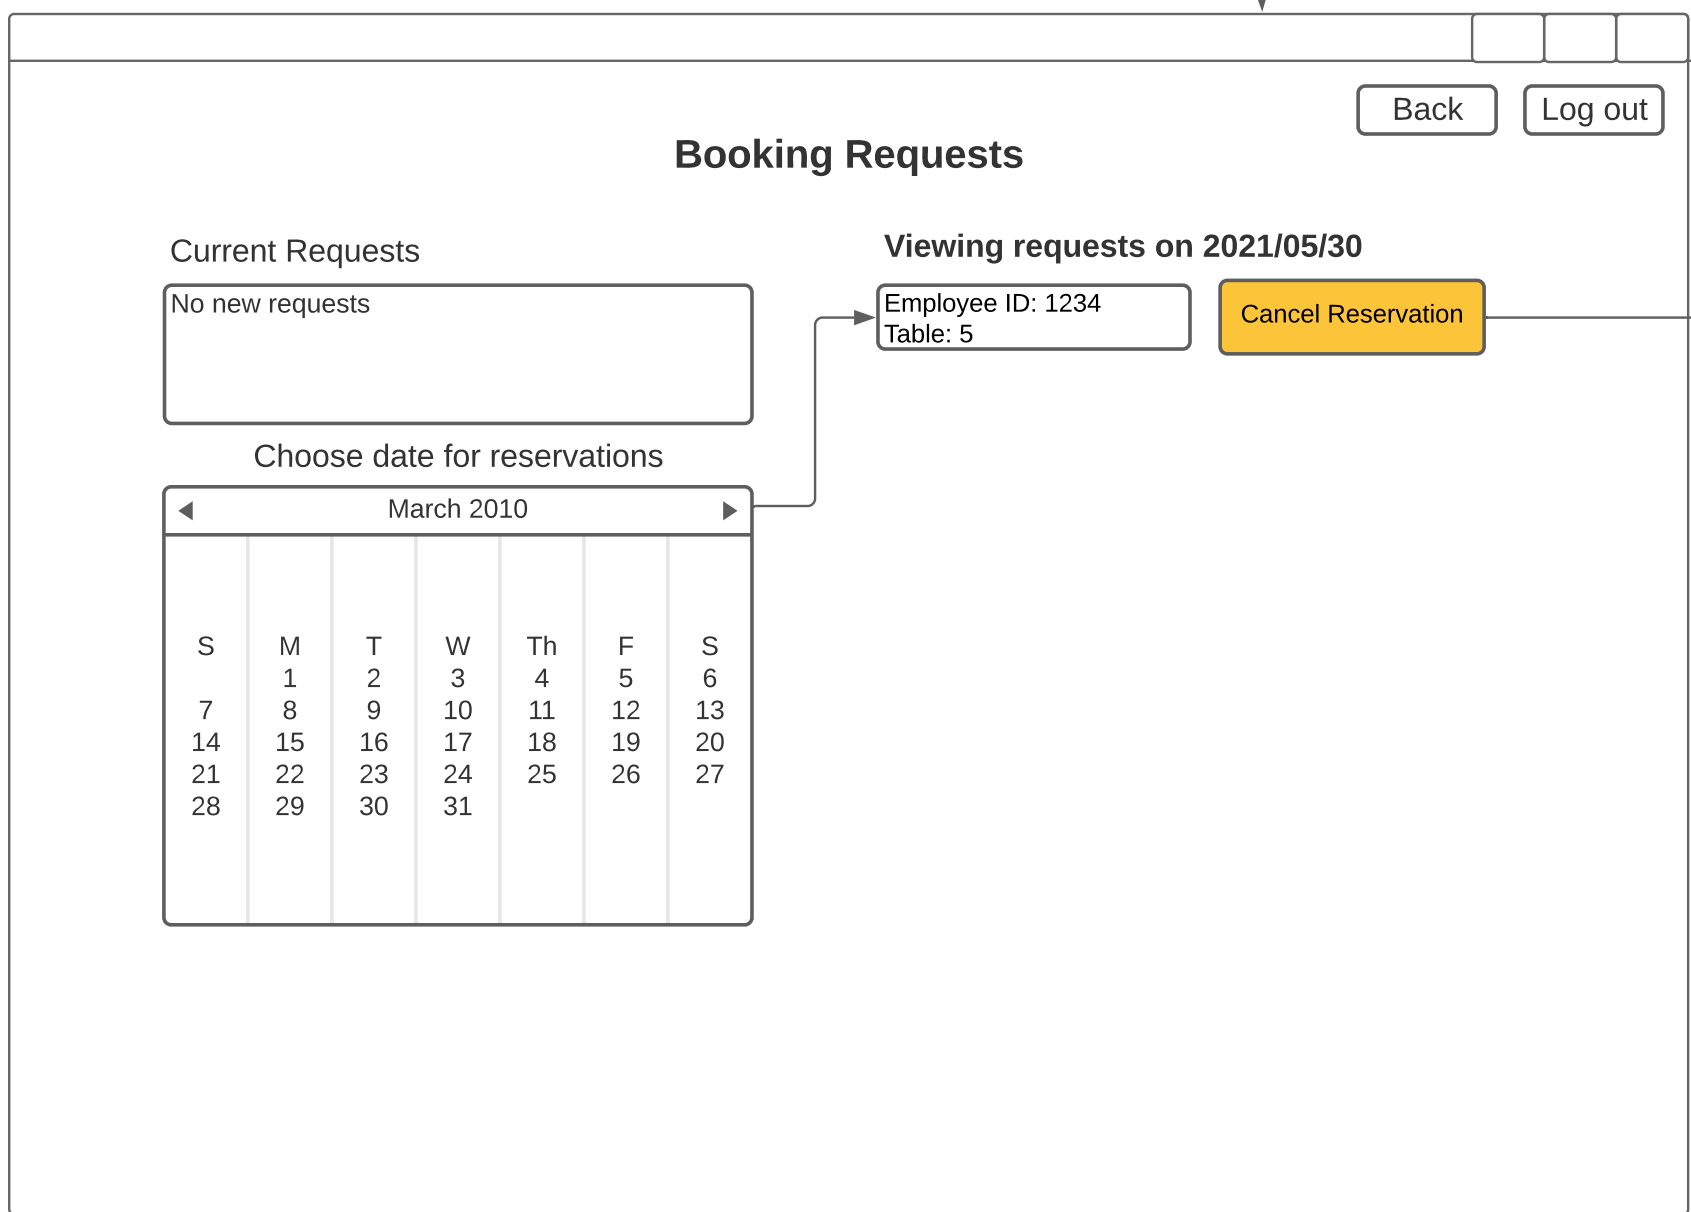 Back
Log out
Booking Requests
Current Requests
No new requests
Viewing requests on 2021/05/30
Employee ID: 1234
Table: 5
Cancel Reservation
Choose date for reservations
March 2010
S M T W Th F S
1 2 3 4 5 6
7 8 9 10 11 12 13
14 15 16 17 18 19 20
21 22 23 24 25 26 27
28 29 30 31